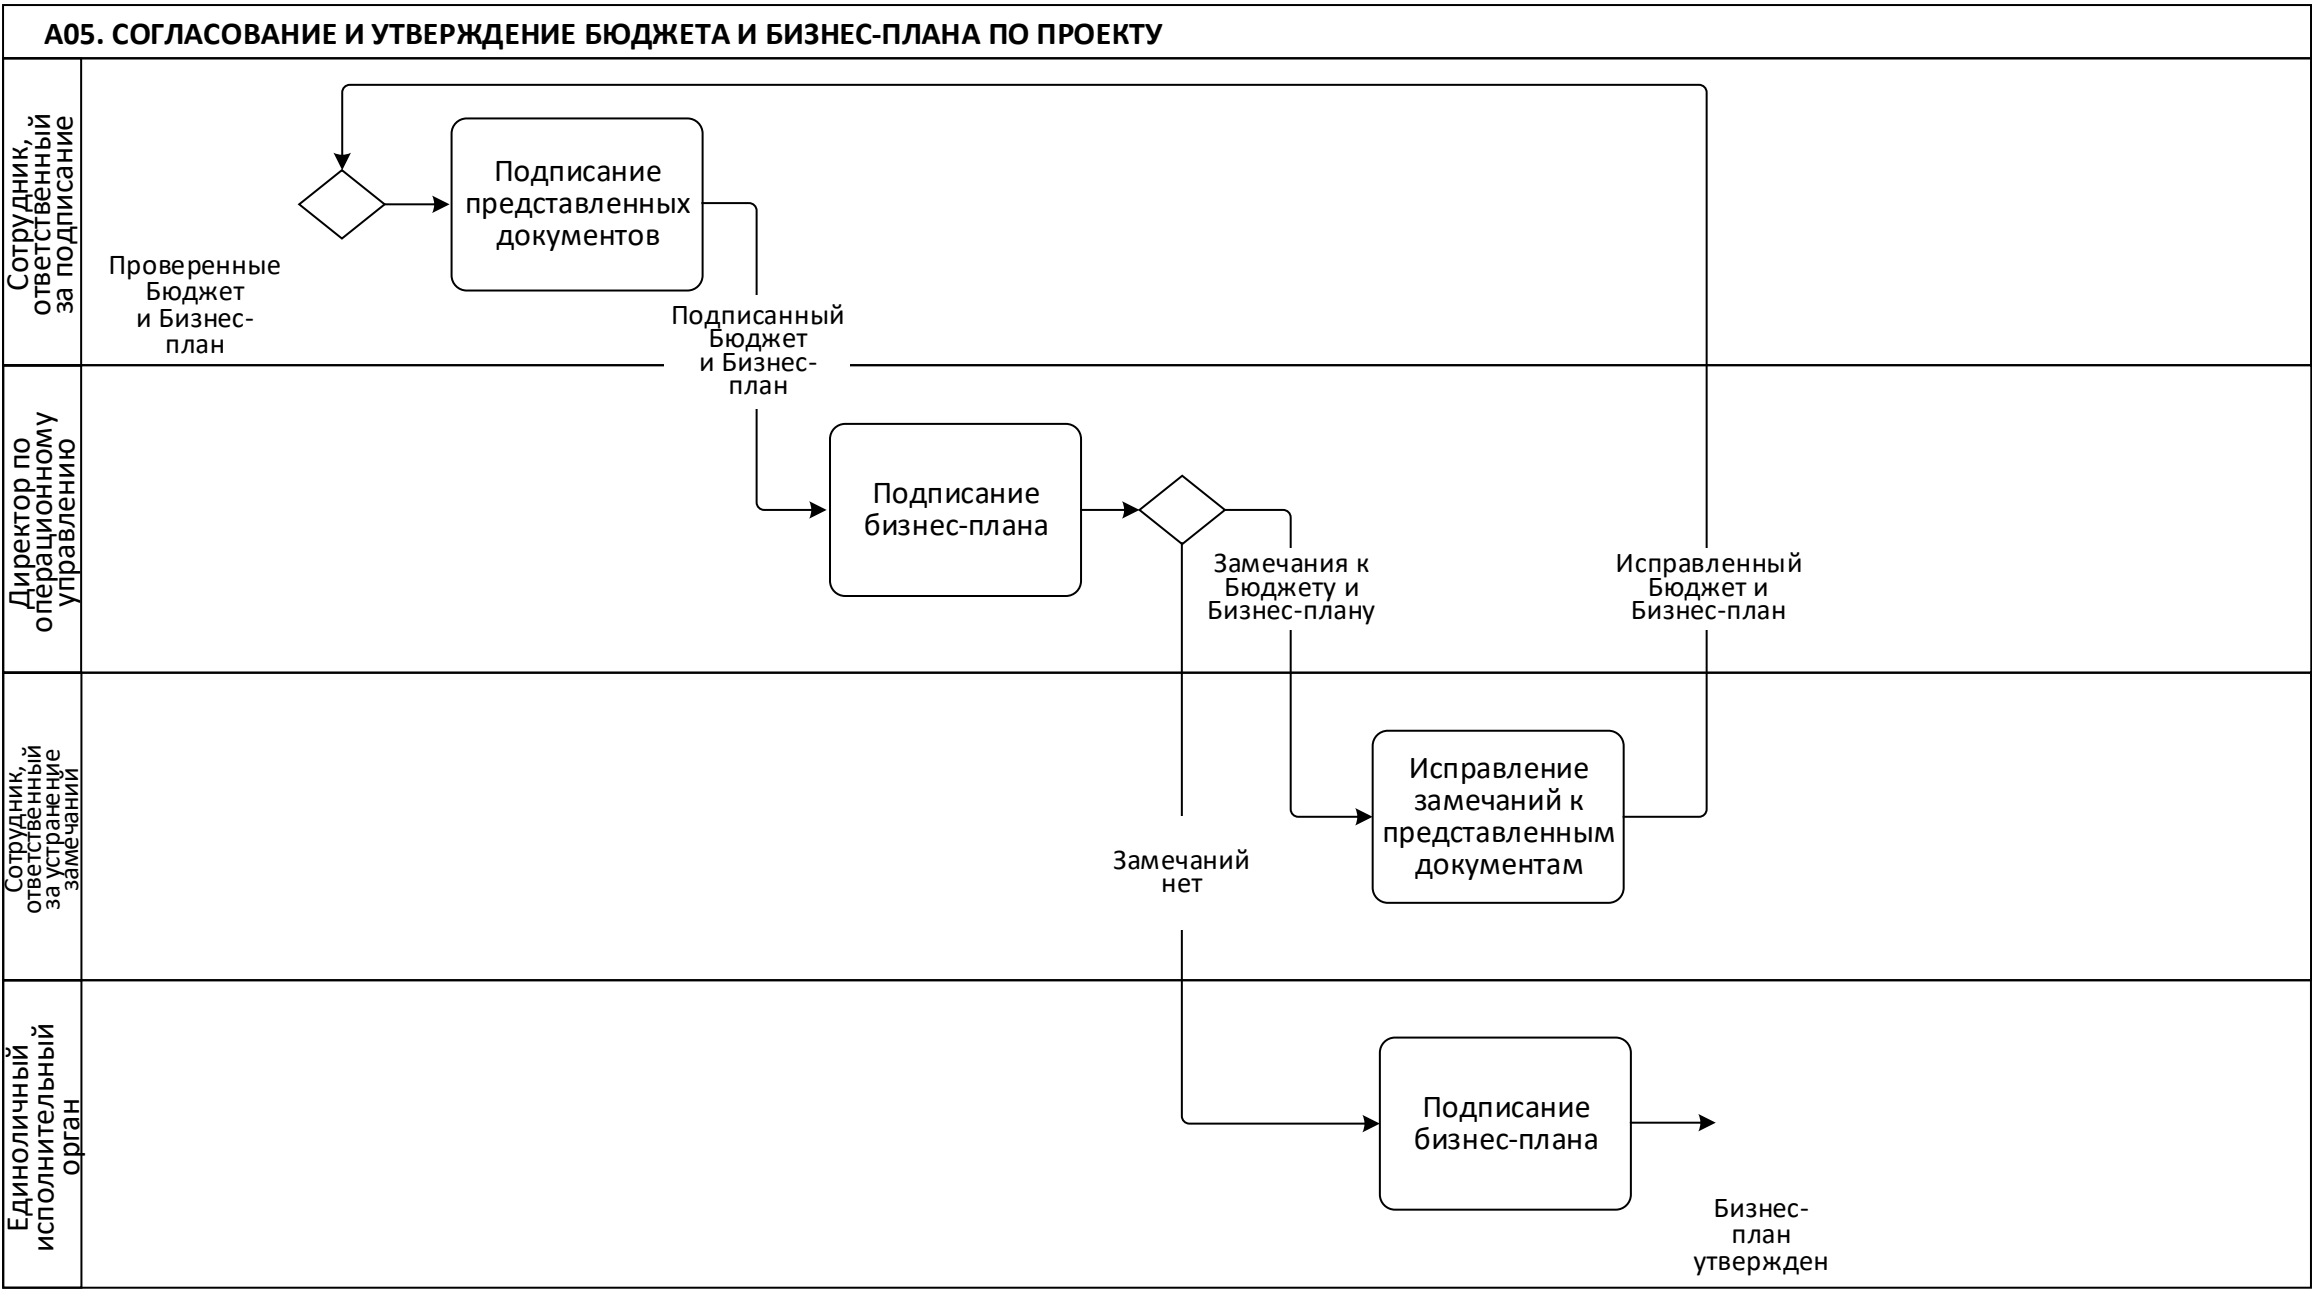 А05. СОГЛАСОВАНИЕ И УТВЕРЖДЕНИЕ БЮДЖЕТА И БИЗНЕС-ПЛАНА ПО ПРОЕКТУ
Сотрудник,
ответственный
за подписание
Проверенные
Бюджет
и Бизнес-
план
Подписание
представленных
документов
Подписанный
Бюджет
и Бизнес-
план
Директор по
операционному
управлению
Подписание
бизнес-плана
Замечания к
Бюджету и
Бизнес-плану
Исправленный
Бюджет и
Бизнес-план
Сотрудник,
ответственный
за устранение
замечаний
Замечаний
нет
Исправление
замечаний к
представленным
документам
Единоличный
исполнительный
орган
Подписание
бизнес-плана
Бизнес-
план
утвержден